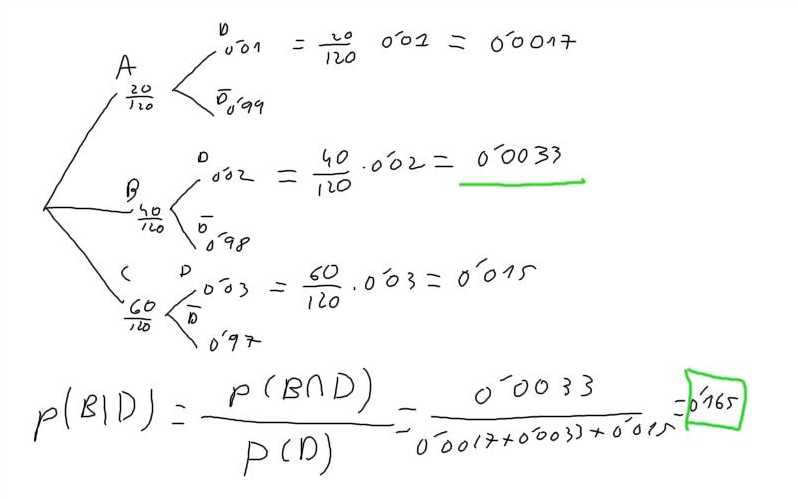 D
0'01 = 20/120 0'01 = 0'0017
A
20/120
D̅ 0'99
D
0'02 = 40/120 · 0'02 = 0'0033
B
40/120
D̅
0'98
C D
0'03 = 60/120 · 0'03 = 0'015
60/120
D̅
0'97
p(B|D) = p(B∩D)/p(D) = 0'0033/0'0017+0'0033+0'015 = 0'165